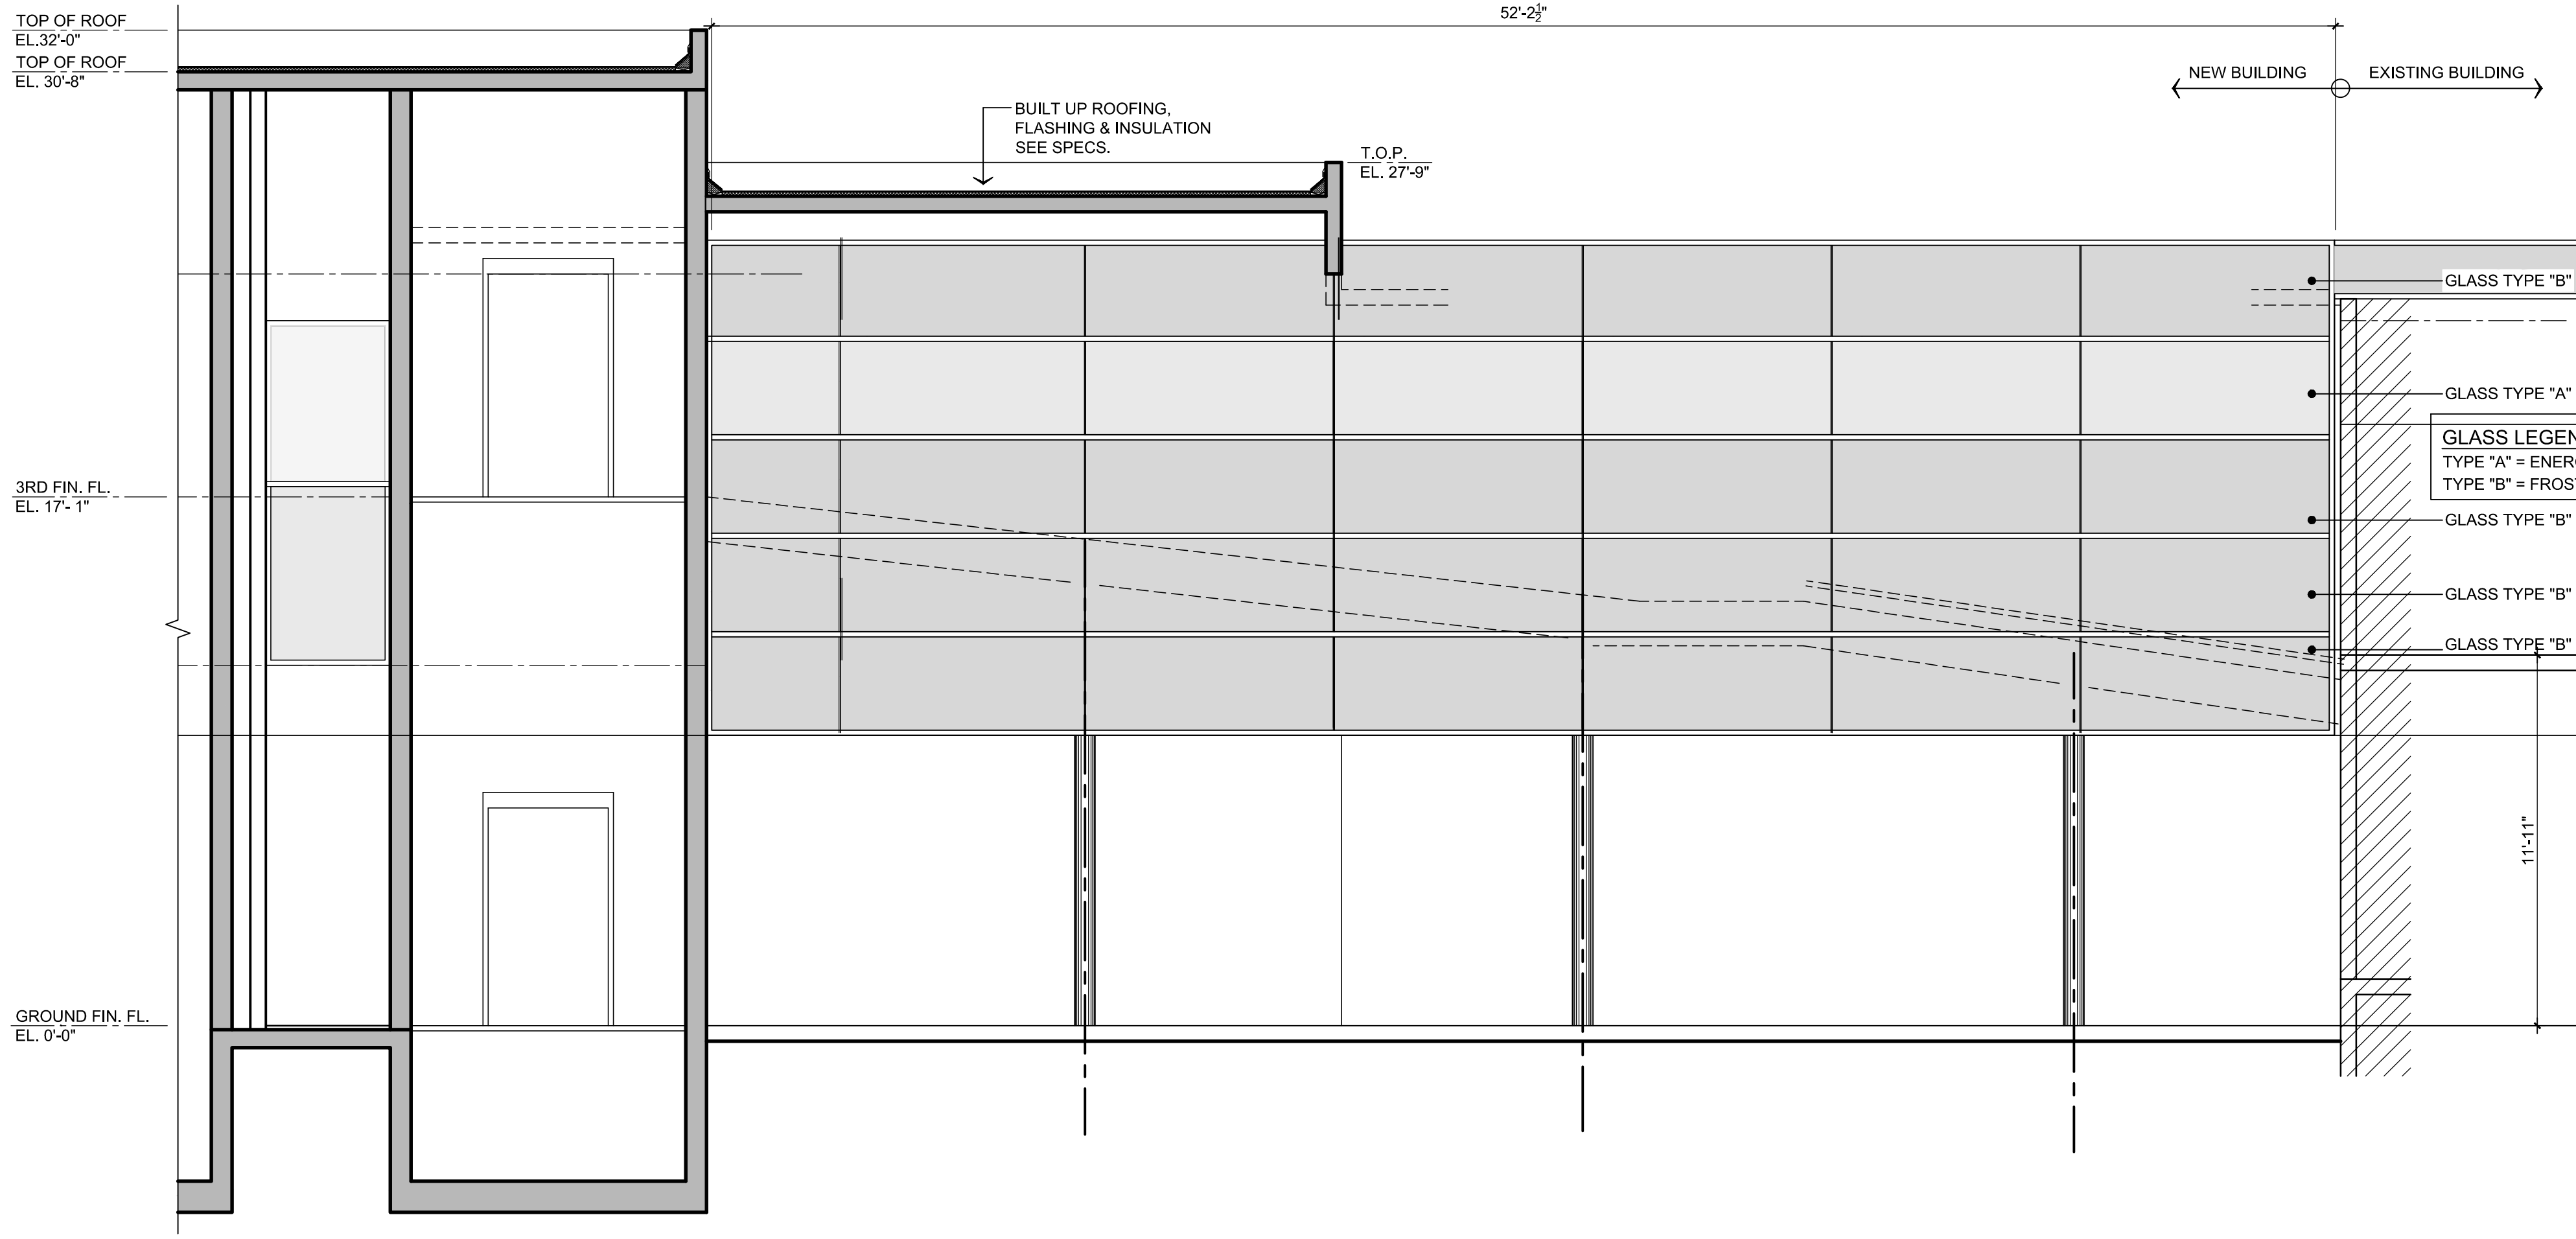 TOP OF ROOF
EL.32'-0"
TOP OF ROOF
EL. 30'-8"
52'-2½"
NEW BUILDING
EXISTING BUILDING
BUILT UP ROOFING,
FLASHING & INSULATION
SEE SPECS.
T.O.P.
EL. 27'-9"
GLASS TYPE "B"
GLASS TYPE "A"
GLASS LEGEN
TYPE "A" = ENER
TYPE "B" = FROS
3RD FIN. FL.
EL. 17'- 1"
GLASS TYPE "B"
GLASS TYPE "B"
GLASS TYPE "B"
11'-11"
GROUND FIN. FL.
EL. 0'-0"